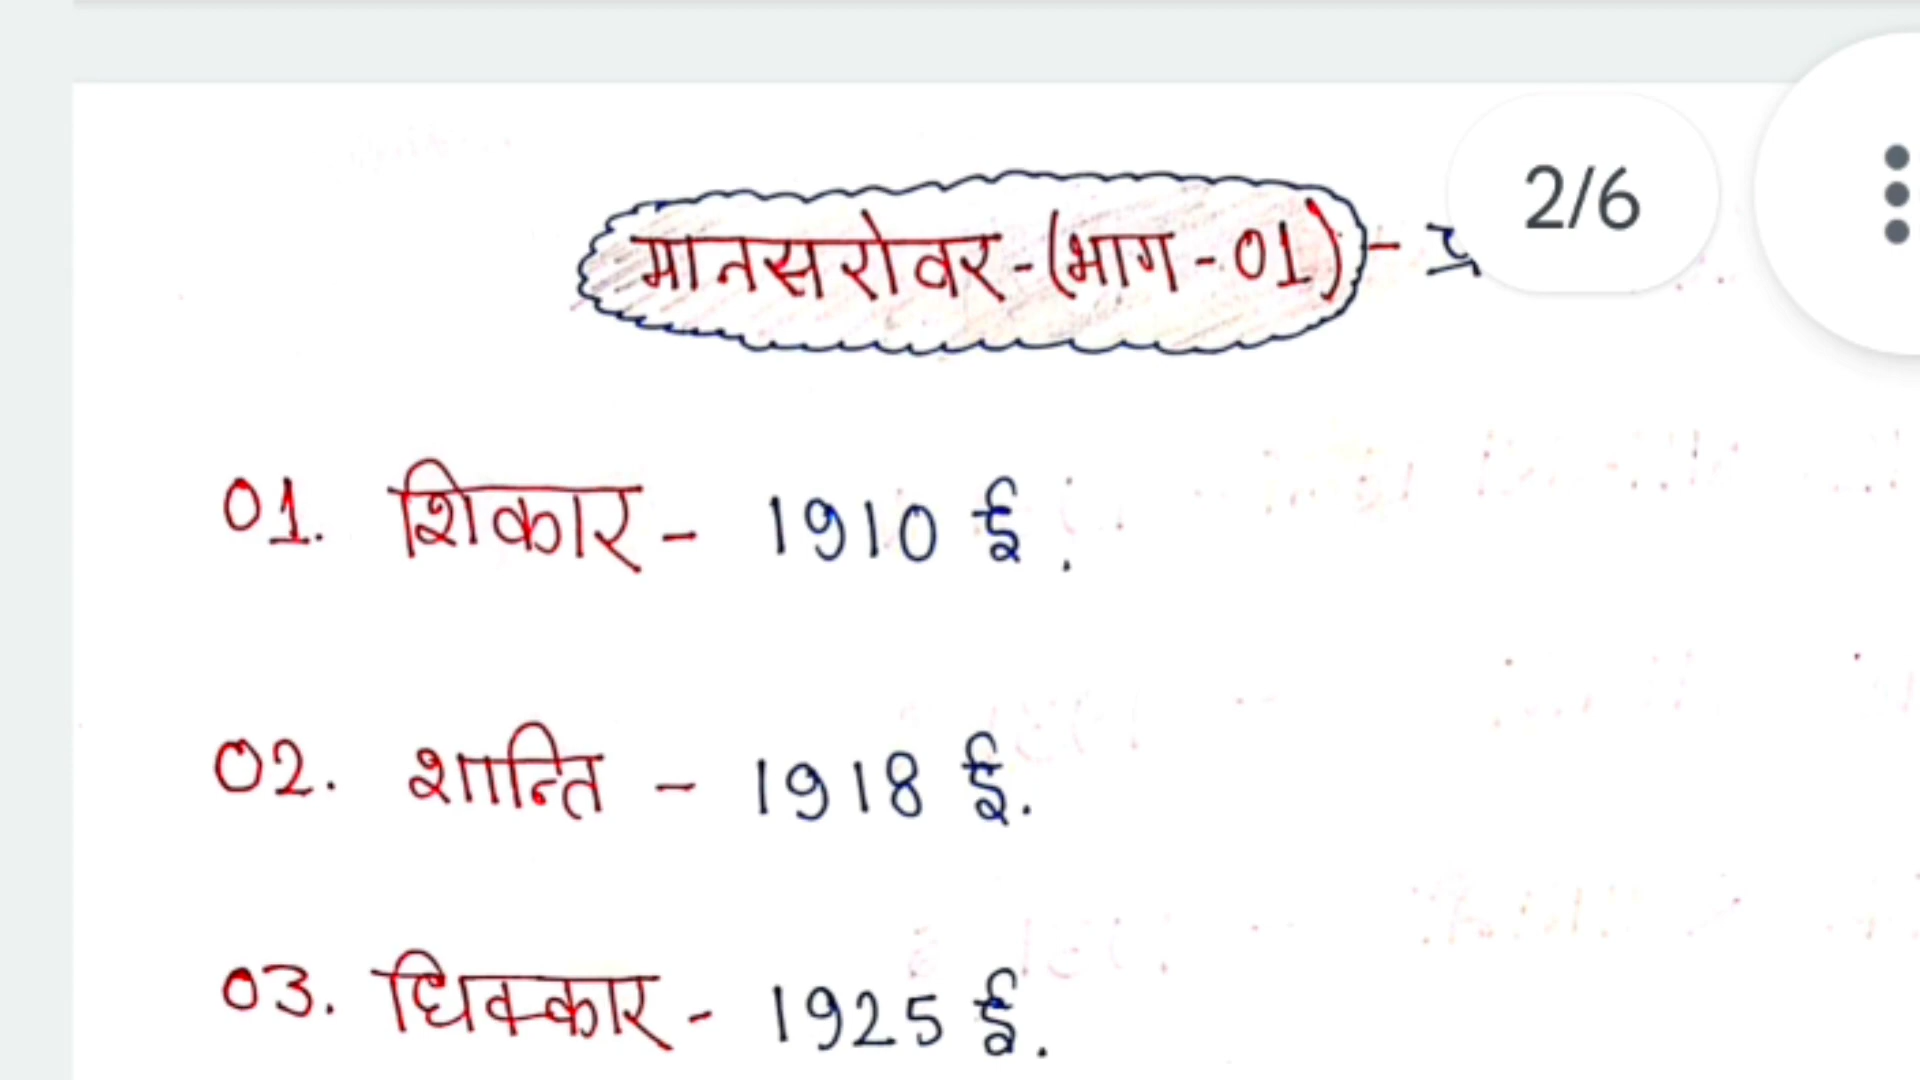 2/6
मानसरोवर-(भाग-01)-
01. शिकार- 1910 ई.
02. शान्ति - 1918 ई.
03. धिक्कार- 1925 ई.